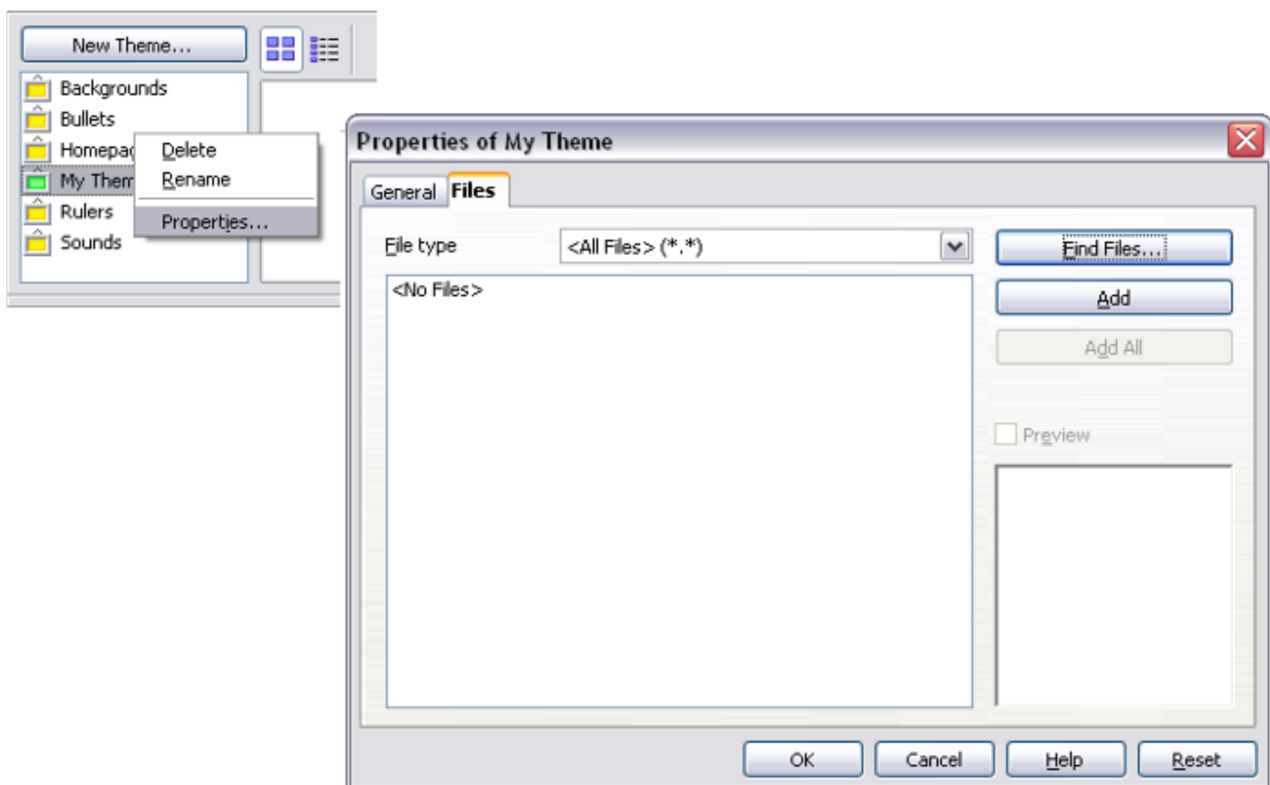 New Theme...
Backgrounds
Bullets
Homepag
My Them
Rulers
Sounds
Delete
Rename
Properties...
Properties of My Theme
General Files
File type <All Files> (*.*) Find Files...
<No Files> Add
Add All
Preview
OK Cancel Help Reset